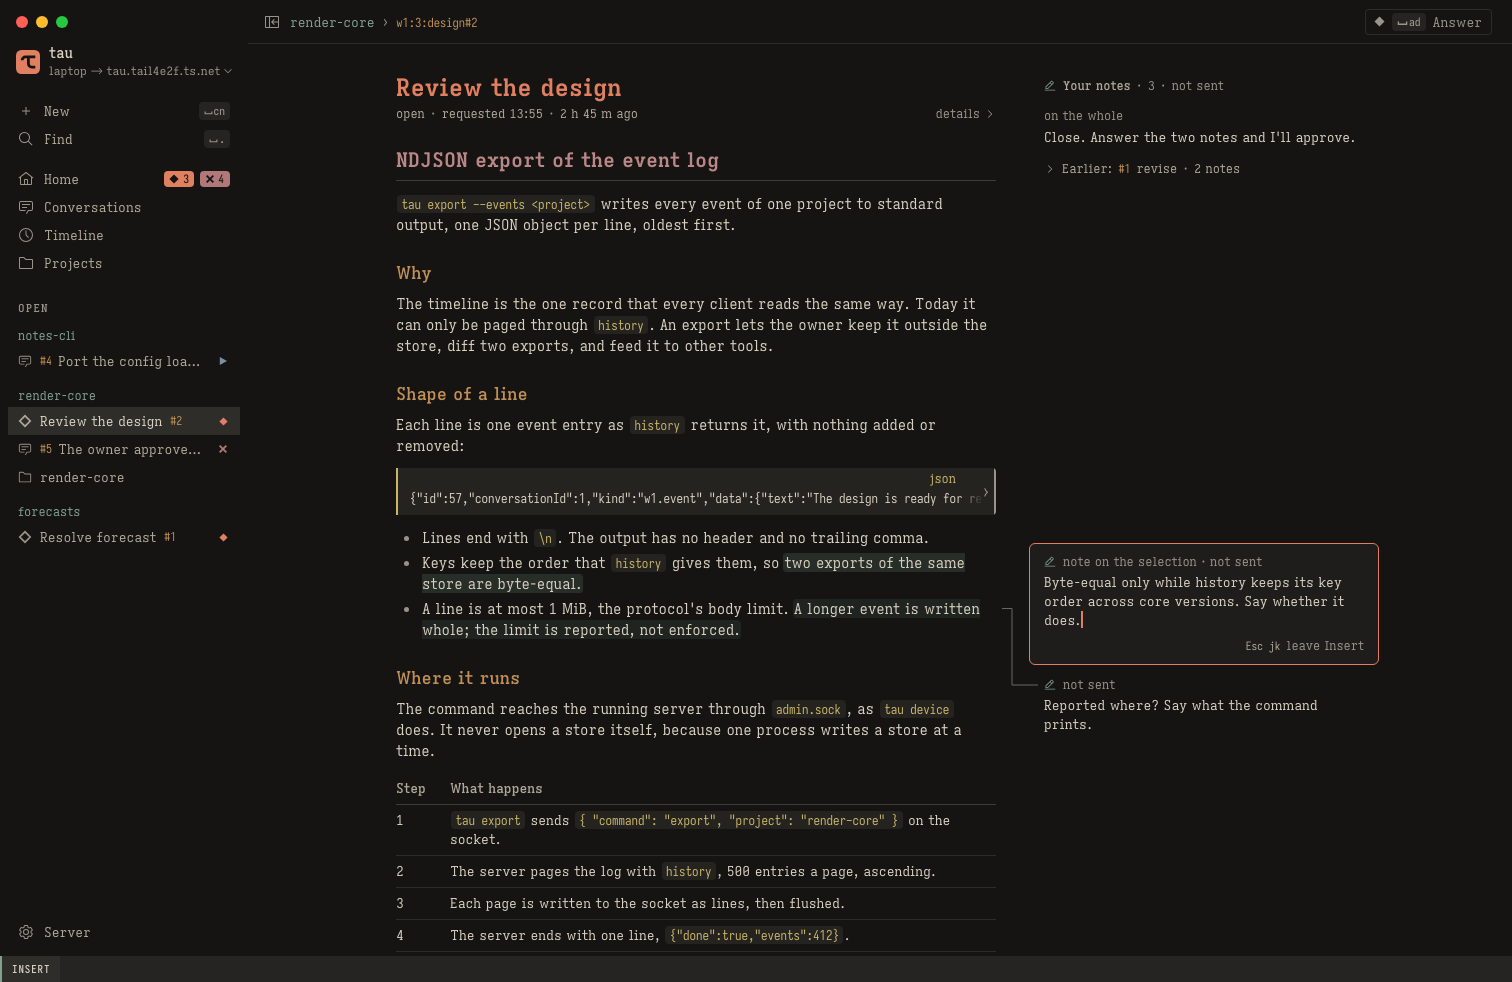 tau
laptop → tau.tail4e2f.ts.net
New ⎵cn
Find ⎵.
Home ◆ 3 ✕ 4
Conversations
Timeline
Projects
OPEN
notes-cli
#4 Port the config loa…
render-core
Review the design #2
#5 The owner approve…
render-core
forecasts
Resolve forecast #1
Server
INSERT
render-core › w1:3:design#2
◆ ⎵ad Answer
Review the design
open · requested 13:55 · 2 h 45 m ago
details ›
NDJSON export of the event log
tau export --events <project> writes every event of one project to standard
output, one JSON object per line, oldest first.
Why
The timeline is the one record that every client reads the same way. Today it
can only be paged through history. An export lets the owner keep it outside the
store, diff two exports, and feed it to other tools.
Shape of a line
Each line is one event entry as history returns it, with nothing added or
removed:
json
{"id":57,"conversationId":1,"kind":"w1.event","data":{"text":"The design is ready for re
• Lines end with \n. The output has no header and no trailing comma.
• Keys keep the order that history gives them, so two exports of the same
store are byte-equal.
• A line is at most 1 MiB, the protocol's body limit. A longer event is written
whole; the limit is reported, not enforced.
Where it runs
The command reaches the running server through admin.sock, as tau device
does. It never opens a store itself, because one process writes a store at a
time.
Step What happens
1 tau export sends { "command": "export", "project": "render-core" } on the
socket.
2 The server pages the log with history, 500 entries a page, ascending.
3 Each page is written to the socket as lines, then flushed.
4 The server ends with one line, {"done":true,"events":412}.
Your notes · 3 · not sent
on the whole
Close. Answer the two notes and I'll approve.
› Earlier: #1 revise · 2 notes
note on the selection · not sent
Byte-equal only while history keeps its key
order across core versions. Say whether it
does.
Esc jk leave Insert
not sent
Reported where? Say what the command
prints.